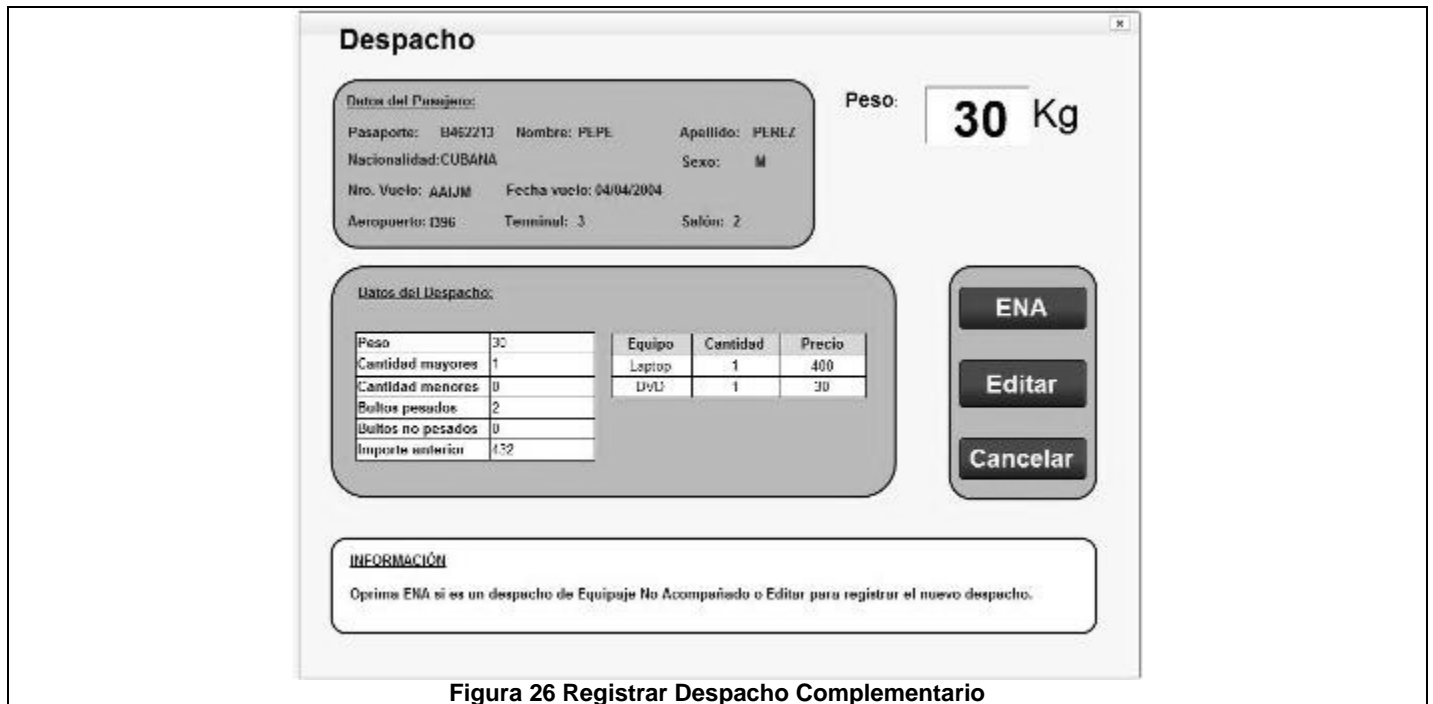 Despacho
Datos del Pasajero:
Peso:
30 Kg
Pasaporte: B462213 Nombre: PEPE Apellido: PEREZ
Nacionalidad:CUBANA Sexo: M
Nro. Vuelo: AAIJM Fecha vuelo: 04/04/2004
Aeropuerto: Terminal: 3 Salón: 2
Datos del Despacho:
Peso 30
Cantidad mayores 1
Cantidad menores 0
Bultos pesados 2
Bultos no pesados 0
Importe anterior 432
Equipo Cantidad Precio
Laptop 1 400
DVD 1 30
ENA
Editar
Cancelar
INFORMACIÓN
Oprima ENA si es un despacho de Equipaje No Acompañado o Editar para registrar el nuevo despacho.
Figura 26 Registrar Despacho Complementario